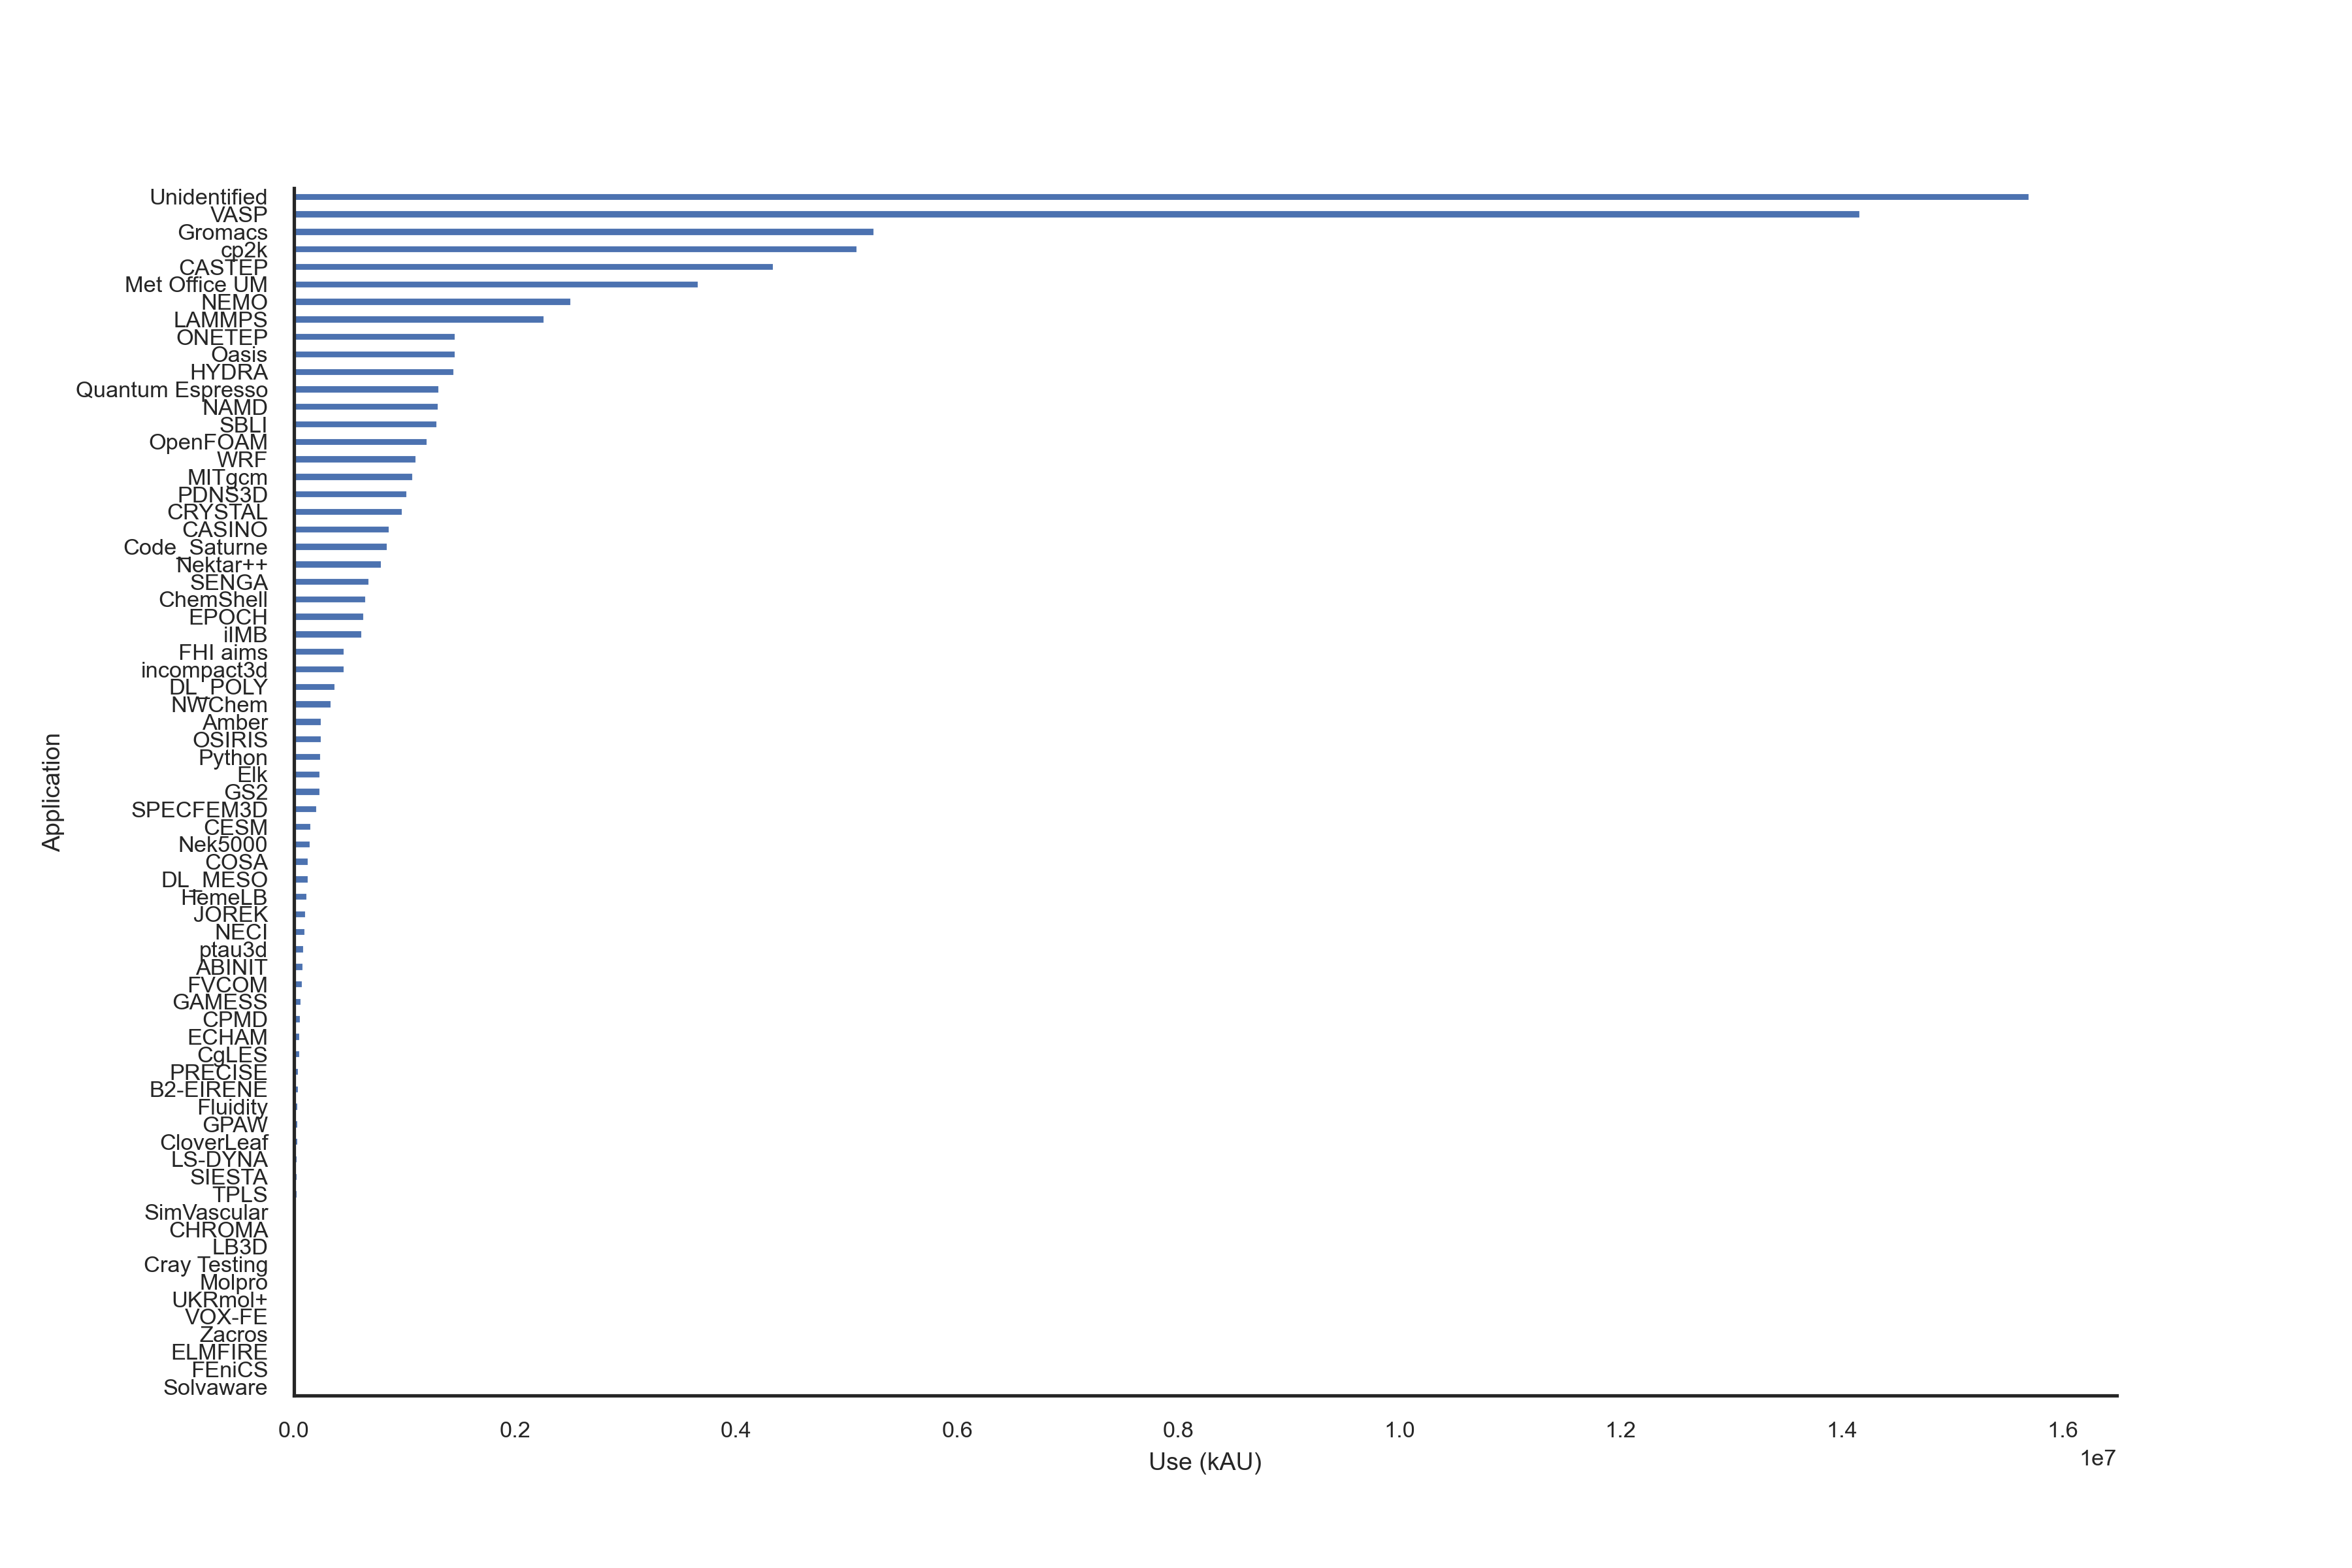 Unidentified
VASP
Gromacs
cp2k
CASTEP
Met Office UM
NEMO
LAMMPS
ONETEP
Oasis
HYDRA
Quantum Espresso
NAMD
SBLI
OpenFOAM
WRF
MITgcm
PDNS3D
CRYSTAL
CASINO
Code_Saturne
Nektar++
SENGA
ChemShell
EPOCH
iIMB
FHI aims
incompact3d
DL_POLY
NWChem
Amber
OSIRIS
Python
Elk
GS2
SPECFEM3D
CESM
Nek5000
COSA
DL_MESO
HemeLB
JOREK
NECI
ptau3d
ABINIT
FVCOM
GAMESS
CPMD
ECHAM
CgLES
PRECISE
B2-EIRENE
Fluidity
GPAW
CloverLeaf
LS-DYNA
SIESTA
TPLS
SimVascular
CHROMA
LB3D
Cray Testing
Molpro
UKRmol+
VOX-FE
Zacros
ELMFIRE
FEniCS
Solvaware
Application
0.0 0.2 0.4 0.6 0.8 1.0 1.2 1.4 1.6
1e7
Use (kAU)